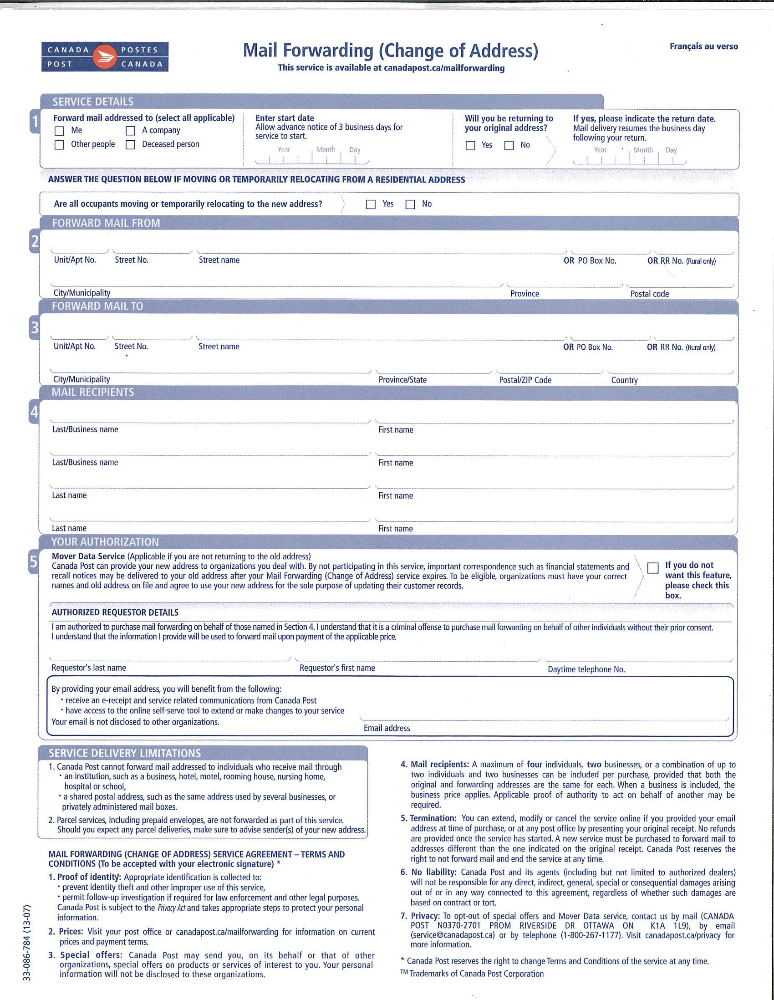 CANADA POSTES
POST CANADA
Mail Forwarding (Change of Address)
This service is available at canadapost.ca/mailforwarding
Français au verso
SERVICE DETAILS
1
Forward mail addressed to (select all applicable)
Me
A company
Other people
Deceased person
Enter start date
Allow advance notice of 3 business days for
service to start.
Year Month Day
Will you be returning to
your original address?
Yes No
If yes, please indicate the return date.
Mail delivery resumes the business day
following your return.
Year Month Day
ANSWER THE QUESTION BELOW IF MOVING OR TEMPORARILY RELOCATING FROM A RESIDENTIAL ADDRESS
Are all occupants moving or temporarily relocating to the new address? Yes No
FORWARD MAIL FROM
2
Unit/Apt No. Street No. Street name OR PO Box No. OR RR No. (Rural only)
City/Municipality Province Postal code
FORWARD MAIL TO
3
Unit/Apt No. Street No. Street name OR PO Box No. OR RR No. (Rural only)
City/Municipality Province/State Postal/ZIP Code Country
MAIL RECIPIENTS
4
Last/Business name First name
Last/Business name First name
Last name First name
Last name First name
YOUR AUTHORIZATION
5
Mover Data Service (Applicable if you are not returning to the old address)
Canada Post can provide your new address to organizations you deal with. By not participating in this service, important correspondence such as financial statements and
recall notices may be delivered to your old address after your Mail Forwarding (Change of Address) service expires. To be eligible, organizations must have your correct
names and old address on file and agree to use your new address for the sole purpose of updating their customer records.
If you do not
want this feature,
please check this
box.
AUTHORIZED REQUESTOR DETAILS
I am authorized to purchase mail forwarding on behalf of those named in Section 4. I understand that it is a criminal offense to purchase mail forwarding on behalf of other individuals without their prior consent.
I understand that the information I provide will be used to forward mail upon payment of the applicable price.
Requestor's last name Requestor's first name Daytime telephone No.
By providing your email address, you will benefit from the following:
• receive an e-receipt and service related communications from Canada Post
• have access to the online self-serve tool to extend or make changes to your service
Your email is not disclosed to other organizations.
Email address
SERVICE DELIVERY LIMITATIONS
1. Canada Post cannot forward mail addressed to individuals who receive mail through
• an institution, such as a business, hotel, motel, rooming house, nursing home,
hospital or school,
• a shared postal address, such as the same address used by several businesses, or
privately administered mail boxes.
2. Parcel services, including prepaid envelopes, are not forwarded as part of this service.
Should you expect any parcel deliveries, make sure to advise sender(s) of your new address.
MAIL FORWARDING (CHANGE OF ADDRESS) SERVICE AGREEMENT – TERMS AND
CONDITIONS (To be accepted with your electronic signature) *
1. Proof of identity: Appropriate identification is collected to:
• prevent identity theft and other improper use of this service,
• permit follow-up investigation if required for law enforcement and other legal purposes.
Canada Post is subject to the Privacy Act and takes appropriate steps to protect your personal
information.
2. Prices: Visit your post office or canadapost.ca/mailforwarding for information on current
prices and payment terms.
3. Special offers: Canada Post may send you, on its behalf or that of other
organizations, special offers on products or services of interest to you. Your personal
information will not be disclosed to these organizations.
4. Mail recipients: A maximum of four individuals, two businesses, or a combination of up to
two individuals and two businesses can be included per purchase, provided that both the
original and forwarding addresses are the same for each. When a business is included, the
business price applies. Applicable proof of authority to act on behalf of another may be
required.
5. Termination: You can extend, modify or cancel the service online if you provided your email
address at time of purchase, or at any post office by presenting your original receipt. No refunds
are provided once the service has started. A new service must be purchased to forward mail to
addresses different than the one indicated on the original receipt. Canada Post reserves the
right to not forward mail and end the service at any time.
6. No liability: Canada Post and its agents (including but not limited to authorized dealers)
will not be responsible for any direct, indirect, general, special or consequential damages arising
out of or in any way connected to this agreement, regardless of whether such damages are
based on contract or tort.
7. Privacy: To opt-out of special offers and Mover Data service, contact us by mail (CANADA
POST N0370-2701 PROM RIVERSIDE DR OTTAWA ON K1A 1L9), by email
(service@canadapost.ca) or by telephone (1-800-267-1177). Visit canadapost.ca/privacy for
more information.
* Canada Post reserves the right to change Terms and Conditions of the service at any time.
TM Trademarks of Canada Post Corporation
33-086-784 (13-07)